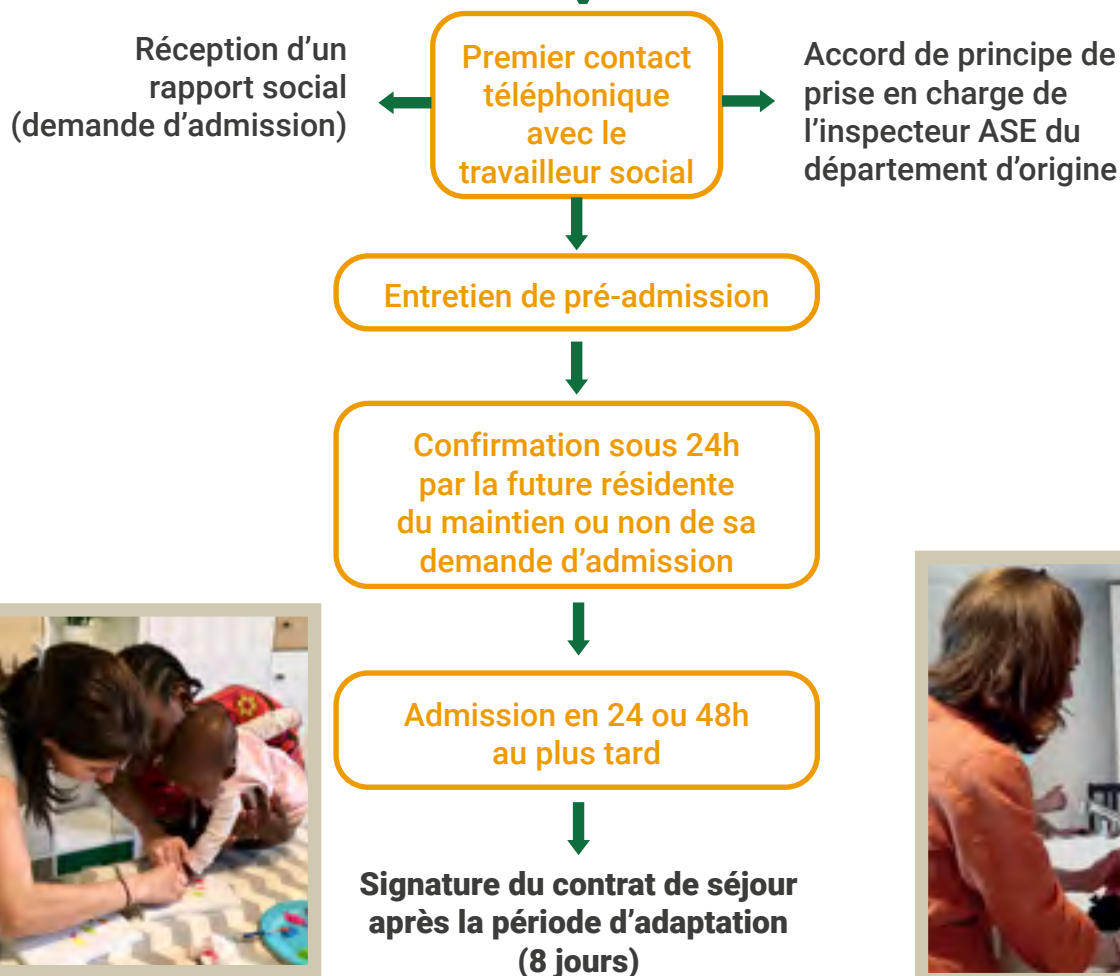 Réception d’un
rapport social
(demande d’admission)
Premier contact
téléphonique
avec le
travailleur social
Accord de principe de
prise en charge de
l’inspecteur ASE du
département d’origine
Entretien de pré-admission
Confirmation sous 24h
par la future résidente
du maintien ou non de sa
demande d’admission
Admission en 24 ou 48h
au plus tard
Signature du contrat de séjour
après la période d’adaptation
(8 jours)